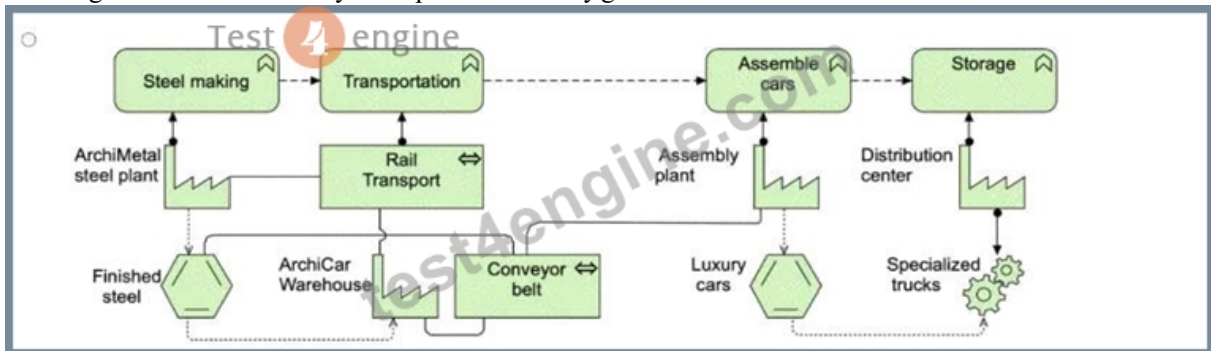 Test 4 engine
Steel making
Transportation
Assemble
cars
Storage
ArchiMetal
steel plant
Rail
Transport
Assembly
plant
Distribution
center
Finished
steel
ArchiCar
Warehouse
Conveyor
belt
Luxury
cars
Specialized
trucks
test4engine.com